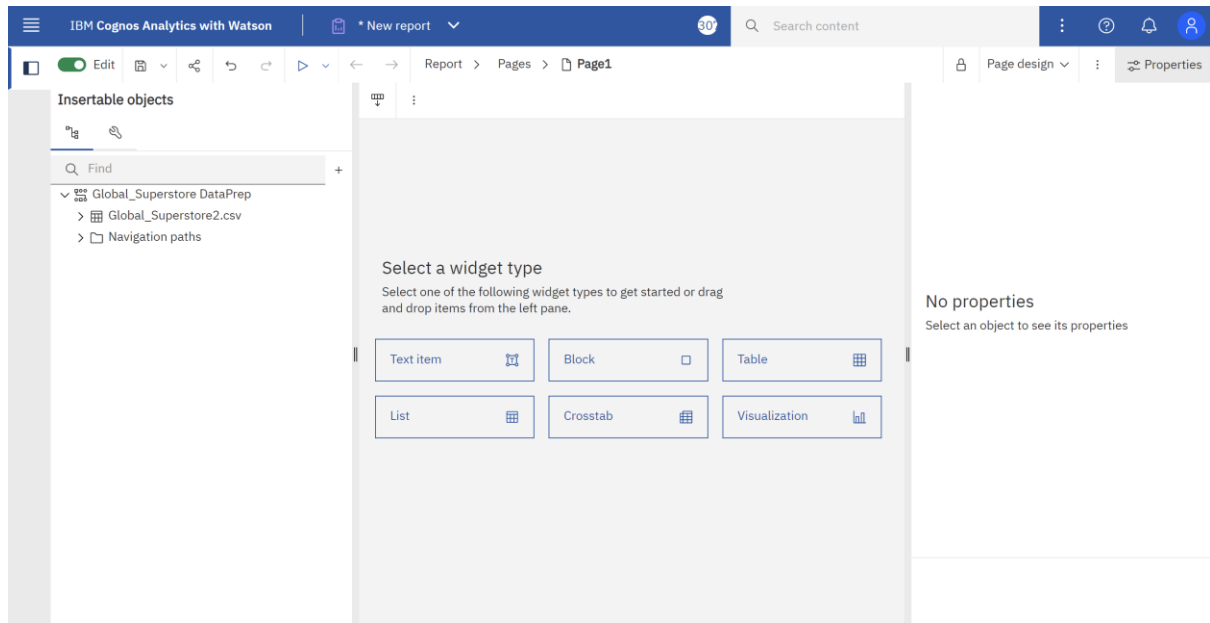 IBM Cognos Analytics with Watson
* New report
30?
Search content
Edit
Report > Pages > Page1
Page design
Properties
Insertable objects
Find
Global_Superstore DataPrep
Global_Superstore2.csv
Navigation paths
Select a widget type
Select one of the following widget types to get started or drag
and drop items from the left pane.
Text item
Block
Table
List
Crosstab
Visualization
No properties
Select an object to see its properties